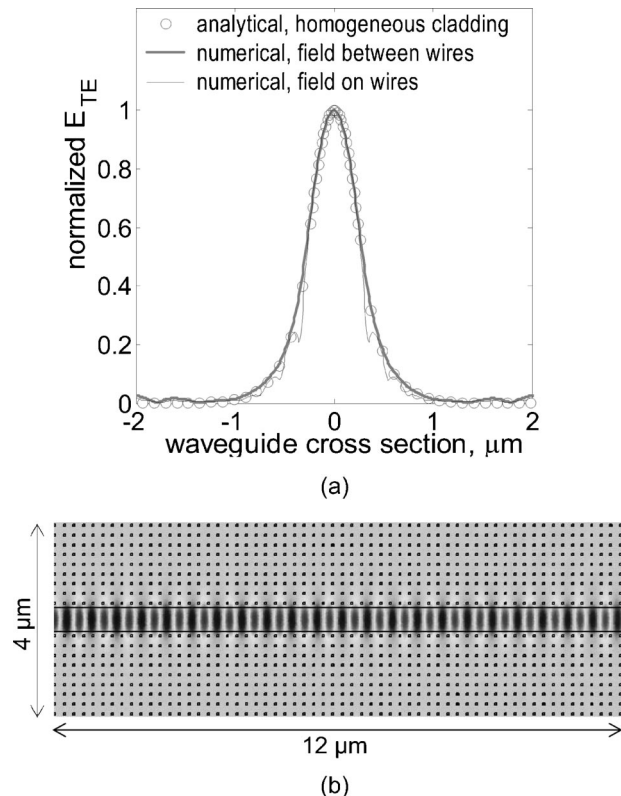 analytical, homogeneous cladding
numerical, field between wires
numerical, field on wires
normalized E_TE
1
0.8
0.6
0.4
0.2
0
-2
-1
0
1
2
waveguide cross section, μm
(a)
4 μm
12 μm
(b)